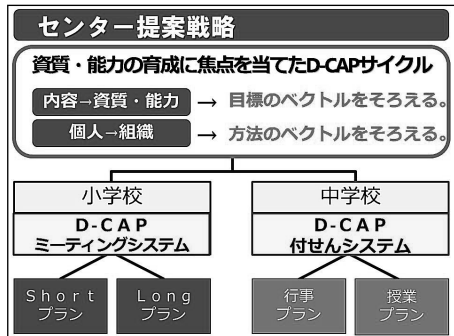 センター提案戦略
資質・能力の育成に焦点を当てたD-CAPサイクル
内容→資質・能力 → 目標のベクトルをそろえる。
個人→組織 → 方法のベクトルをそろえる。
小学校 中学校
D-CAP D-CAP
ミーティングシステム 付せんシステム
Short Long 行事 授業
プラン プラン プラン プラン